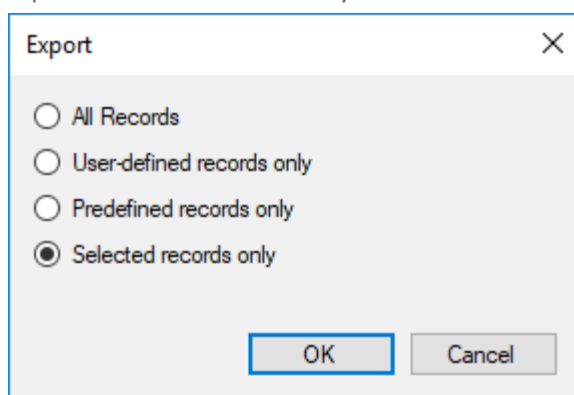 Export
All Records
User-defined records only
Predefined records only
Selected records only
OK Cancel